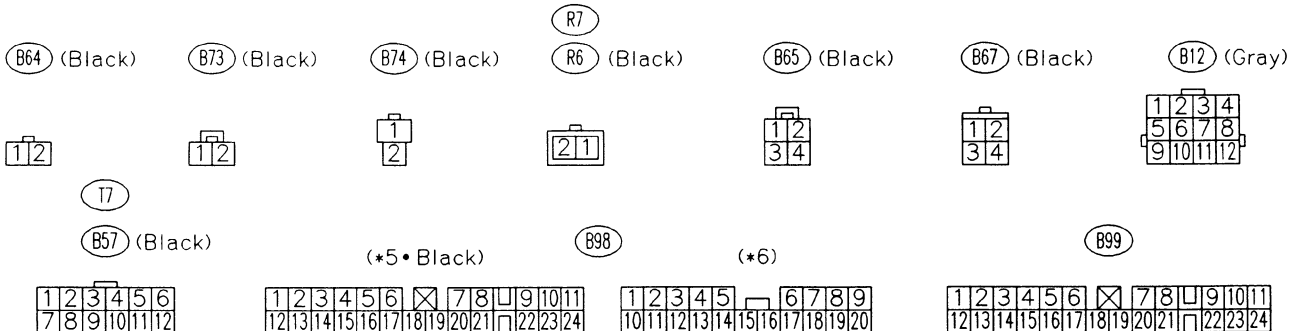 R7
B64 (Black) B73 (Black) B74 (Black) R6 (Black) B65 (Black) B67 (Black) B12 (Gray)
1 2 1 2 1 2 1 1 2 1 2 1 2 3 4
2 3 4 3 4 5 6 7 8
9 10 11 12
T7
B57 (Black) (*5•Black) B98 (*6) B99
1 2 3 4 5 6 1 2 3 4 5 6 7 8 9 10 11 1 2 3 4 5 6 7 8 9 1 2 3 4 5 6 7 8 9 10 11
7 8 9 10 11 12 12 13 14 15 16 17 18 19 20 21 22 23 24 10 11 12 13 14 15 16 17 18 19 20 12 13 14 15 16 17 18 19 20 21 22 23 24